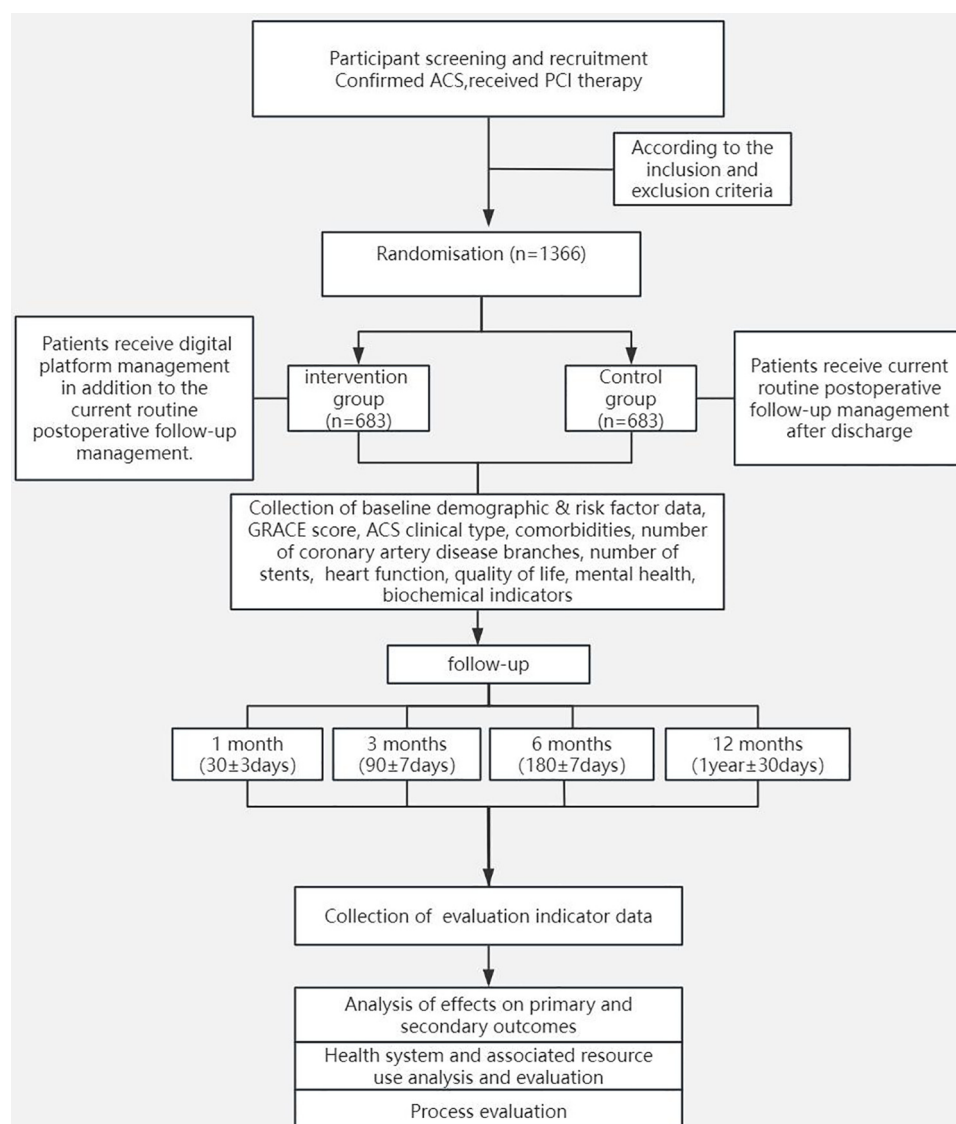 Participant screening and recruitment
Confirmed ACS,received PCI therapy
According to the
inclusion and
exclusion criteria
Randomisation (n=1366)
Patients receive digital
platform management
in addition to the
current routine
postoperative follow-up
management.
intervention
group
(n=683)
Control
group
(n=683)
Patients receive current
routine postoperative
follow-up management
after discharge
Collection of baseline demographic & risk factor data,
GRACE score, ACS clinical type, comorbidities, number
of coronary artery disease branches, number of
stents, heart function, quality of life, mental health,
biochemical indicators
follow-up
1 month
(30±3days)
3 months
(90±7days)
6 months
(180±7days)
12 months
(1year±30days)
Collection of evaluation indicator data
Analysis of effects on primary and
secondary outcomes
Health system and associated resource
use analysis and evaluation
Process evaluation